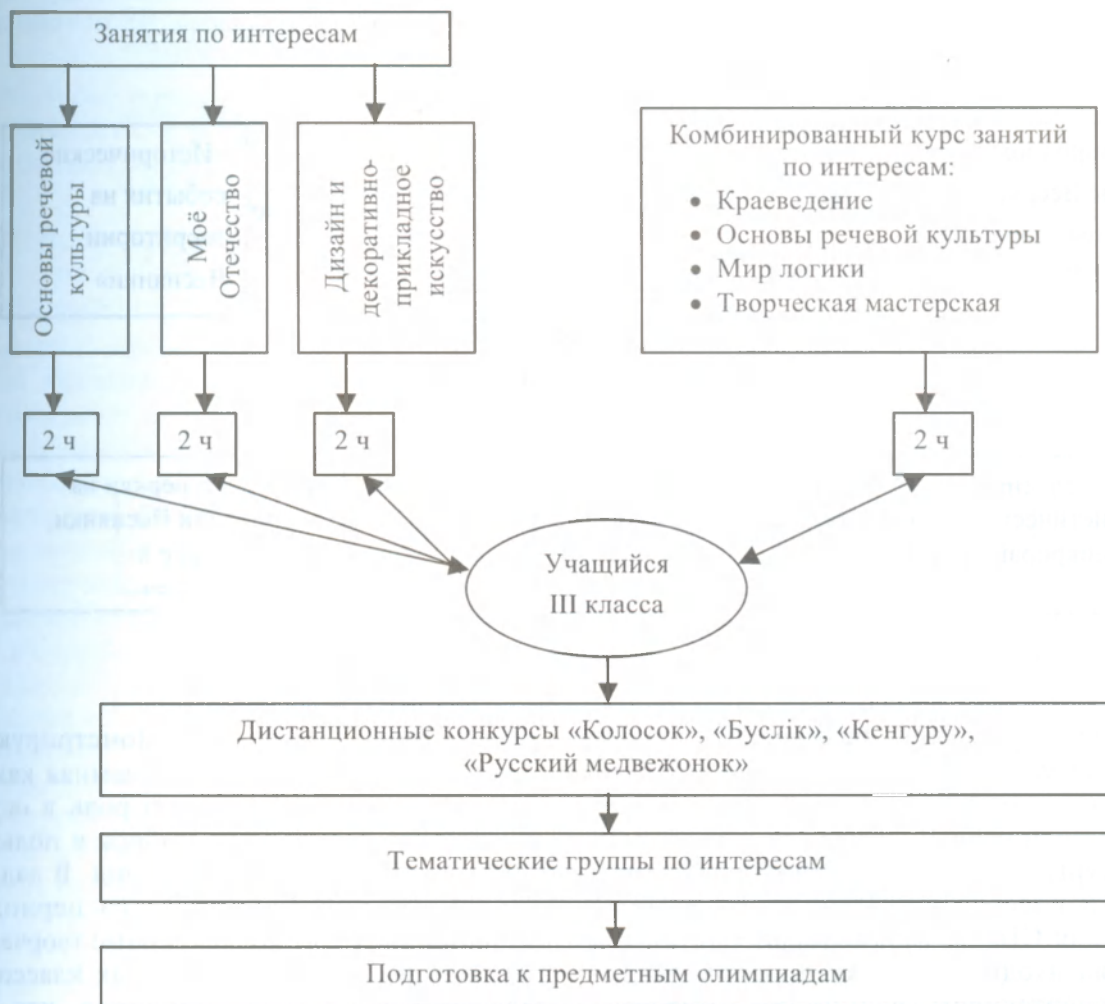 Занятия по интересам
Основы речевой
культуры
Моё
Отечество
Дизайн и
декоративно-
прикладное
искусство
Комбинированный курс занятий
по интересам:
• Краеведение
• Основы речевой культуры
• Мир логики
• Творческая мастерская
2 ч
2 ч
2 ч
2 ч
Учащийся
III класса
Дистанционные конкурсы «Колосок», «Буслік», «Кенгуру»,
«Русский медвежонок»
Тематические группы по интересам
Подготовка к предметным олимпиадам